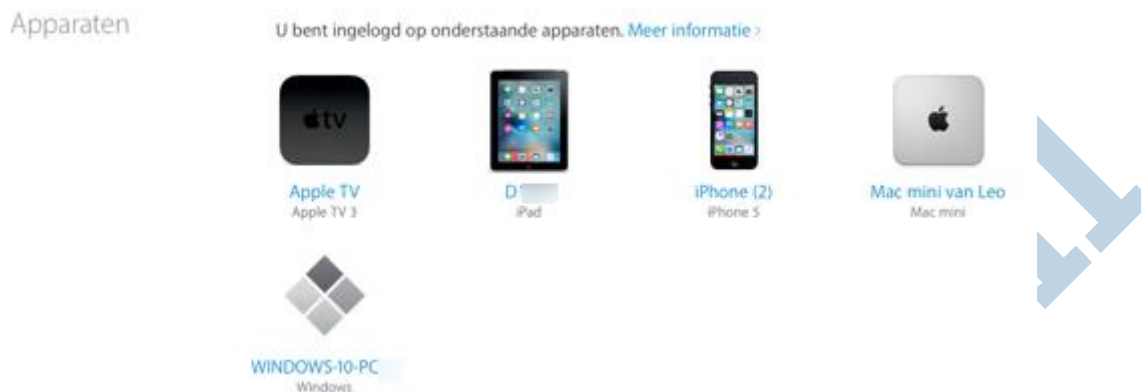 Apparaten
U bent ingelogd op onderstaande apparaten. Meer informatie >
tv
Apple TV
Apple TV 3
D
iPad
iPhone (2)
iPhone 5
Mac mini van Leo
Mac mini
WINDOWS-10-PC
Windows